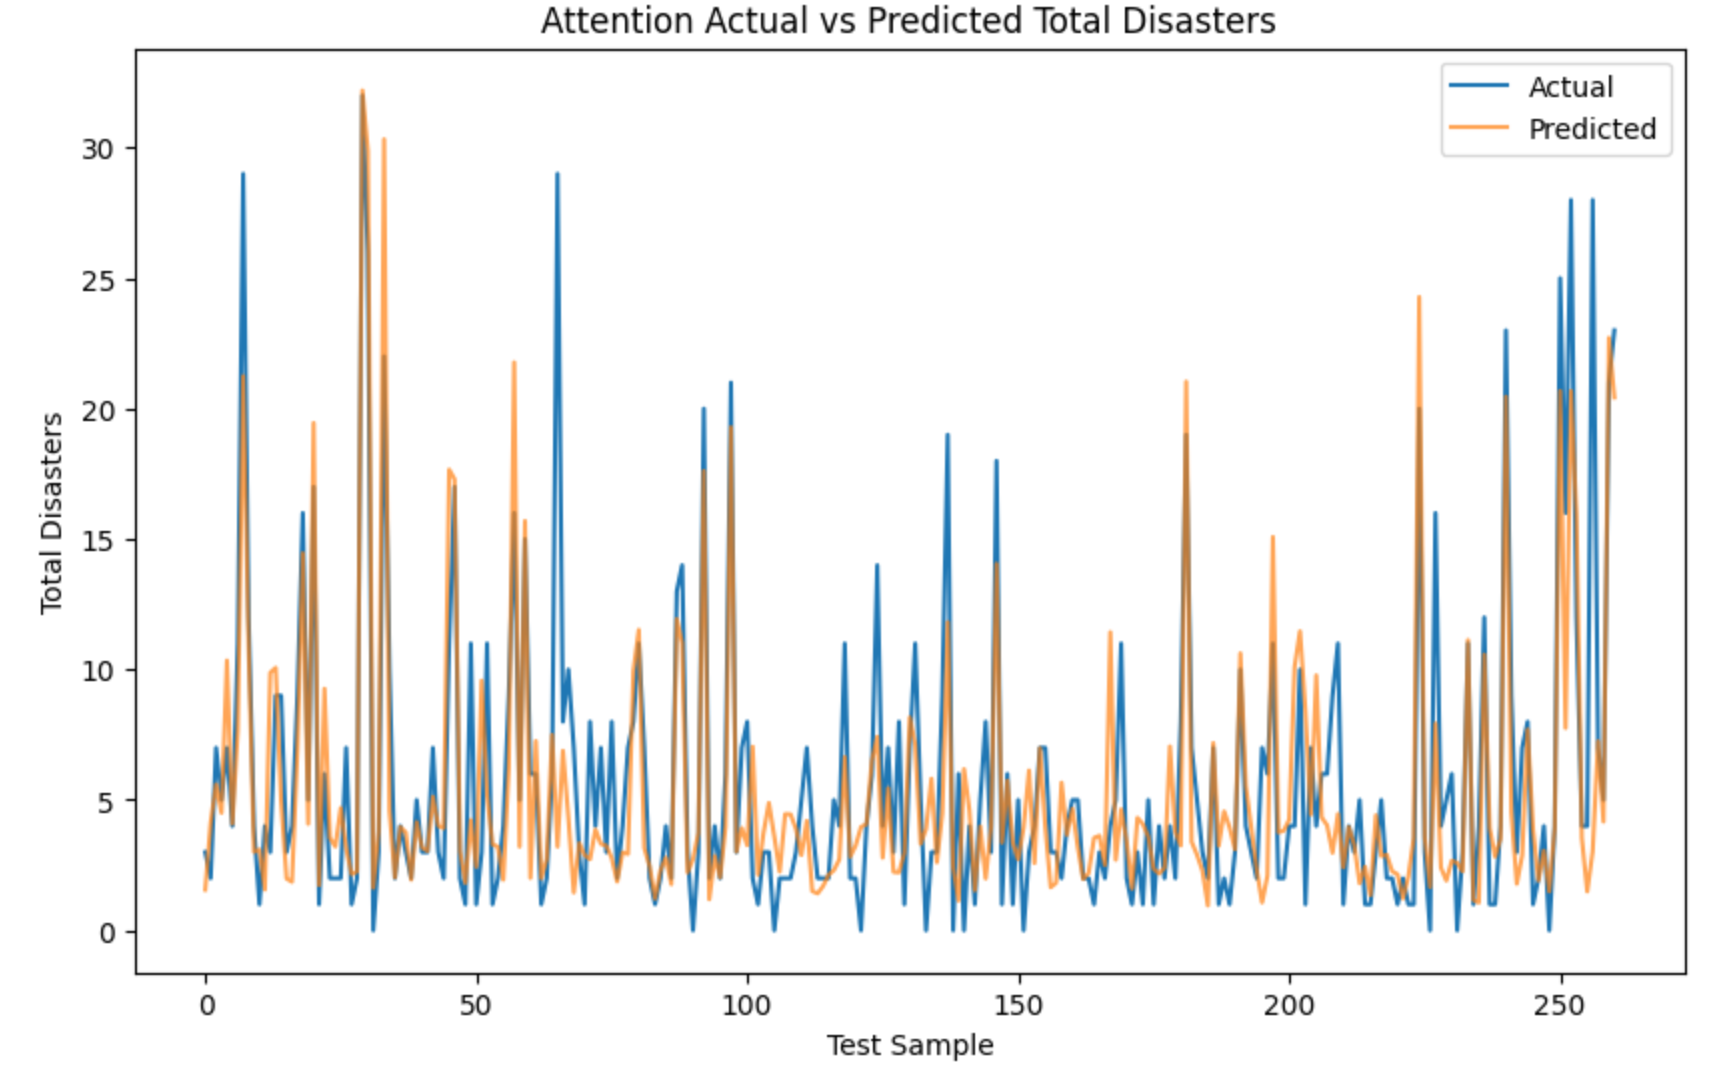 Attention Actual vs Predicted Total Disasters
Actual
Predicted
Total Disasters
30
25
20
15
10
5
0
0 50 100 150 200 250
Test Sample